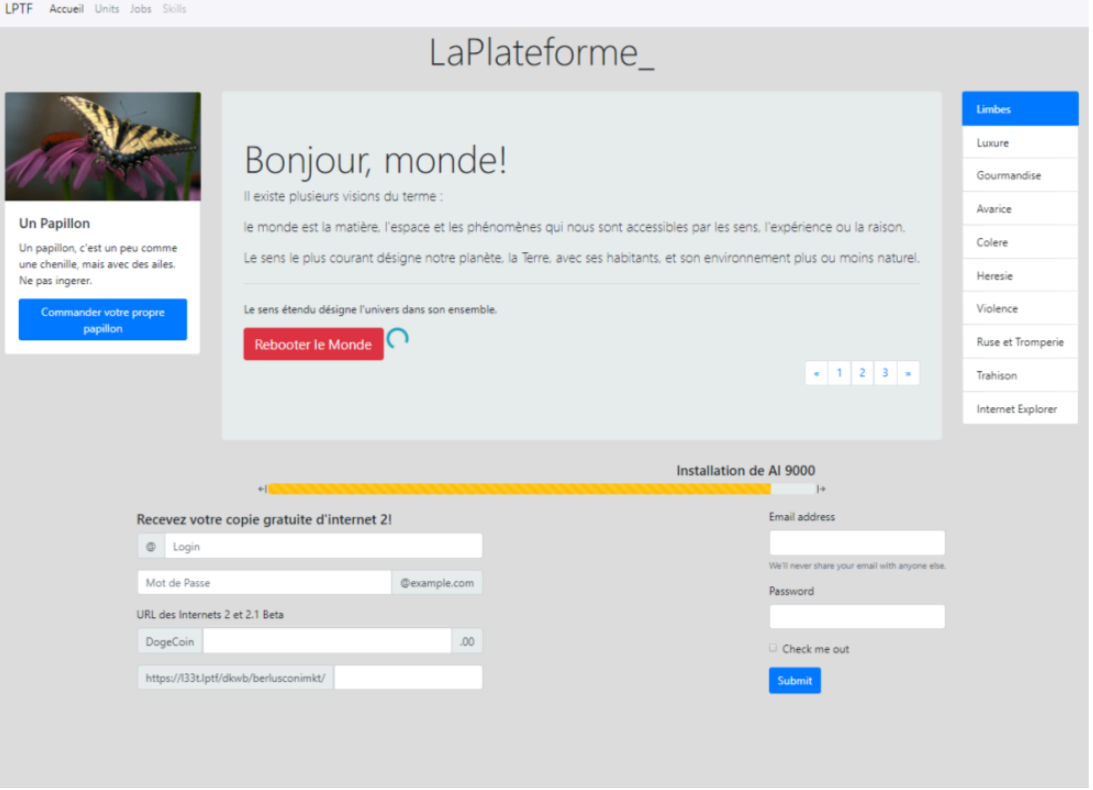 LPTF Accueil Units Jobs Skills
LaPlateforme_
Un Papillon
Un papillon, c'est un peu comme
une chenille, mais avec des ailes.
Ne pas ingerer.
Commander votre propre
papillon
Bonjour, monde!
Il existe plusieurs visions du terme :
le monde est la matière, l'espace et les phénomènes qui nous sont accessibles par les sens, l'expérience ou la raison.
Le sens le plus courant désigne notre planète, la Terre, avec ses habitants, et son environnement plus ou moins naturel.
Le sens étendu désigne l'univers dans son ensemble.
Rebooter le Monde
« 1 2 3 »
Limbes
Luxure
Gourmandise
Avarice
Colere
Heresie
Violence
Ruse et Tromperie
Trahison
Internet Explorer
Installation de AI 9000
Recevez votre copie gratuite d'internet 2!
@ Login
Mot de Passe @example.com
URL des Internets 2 et 2.1 Beta
DogeCoin .00
https://l33t.lptf/dkwb/berlusconimkt/
Email address
We'll never share your email with anyone else.
Password
Check me out
Submit